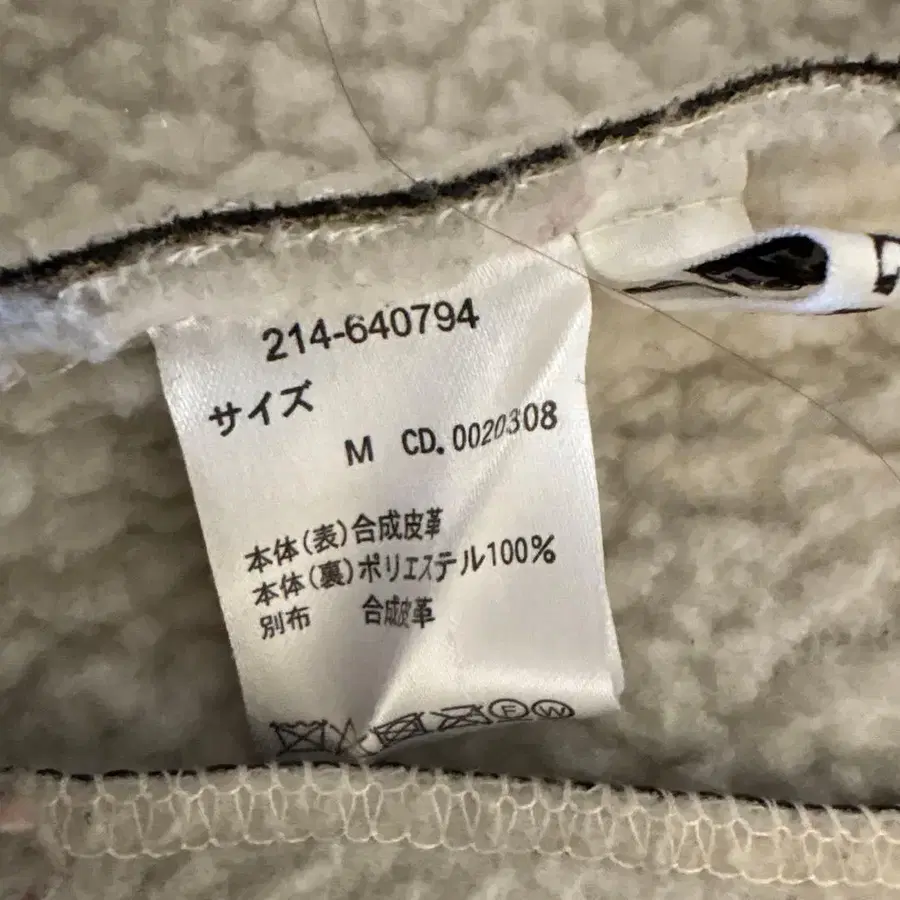 214-640794
サイズ
M CD.0020308
本体(表)合成皮革
本体(裏)ポリエステル100%
別布 合成皮革
F W